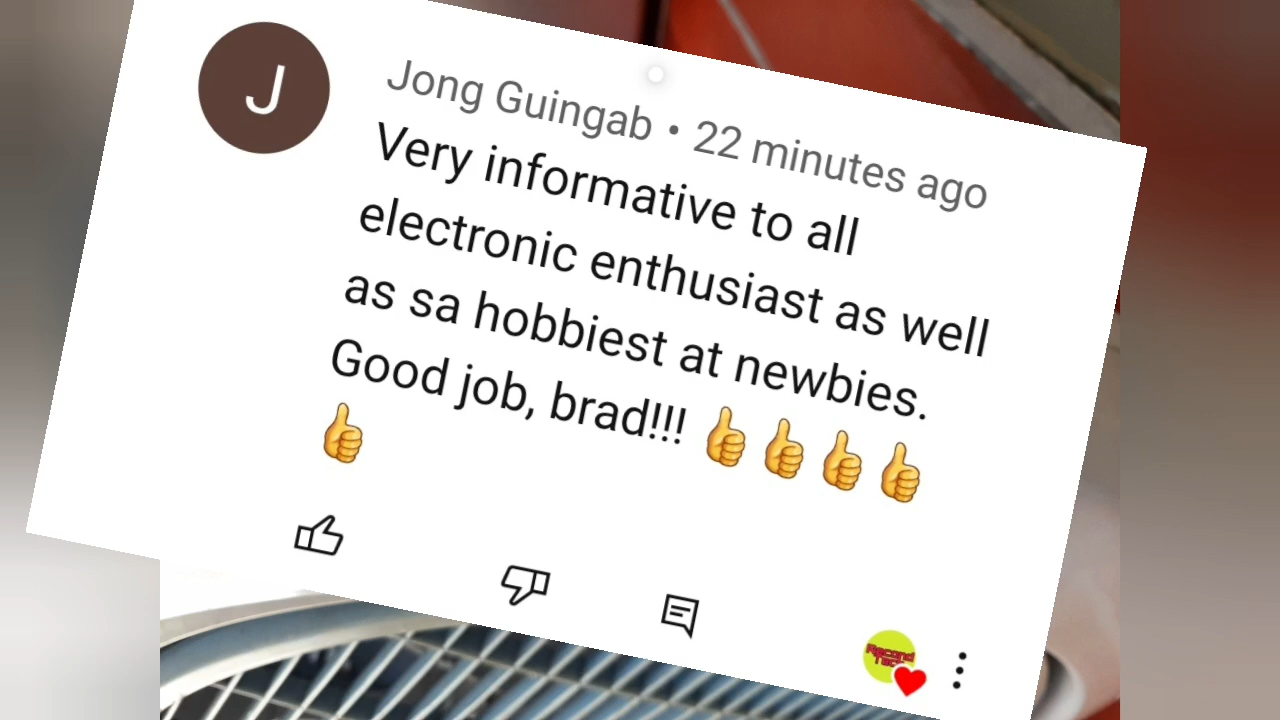 J
Jong Guingab • 22 minutes ago
Very informative to all
electronic enthusiast as well
as sa hobbiest at newbies.
Good job, brad!!! 👍👍👍👍
👍